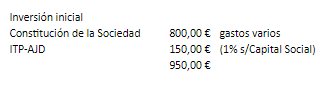 Inversión inicial
Constitución de la Sociedad 800,00 € gastos varios
ITP-AJD 150,00 € (1% s/Capital Social)
950,00 €